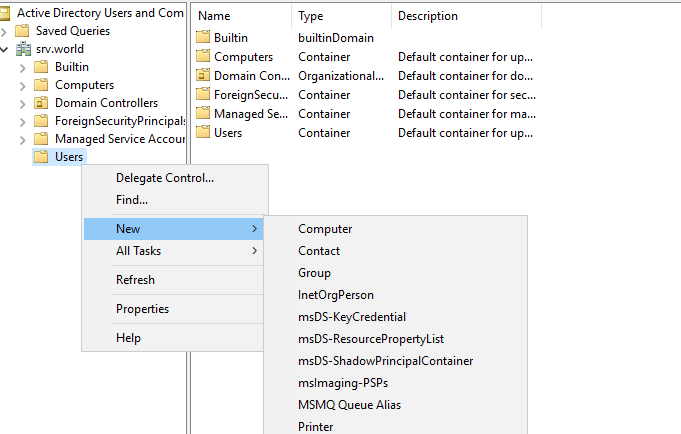 Active Directory Users and Com
Saved Queries
srv.world
Builtin
Computers
Domain Controllers
ForeignSecurityPrincipals
Managed Service Accour
Users
Name Type Description
Builtin builtinDomain
Computers Container Default container for up...
Domain Con... Organizational... Default container for do...
ForeignSecu... Container Default container for sec...
Managed Se... Container Default container for ma...
Users Container Default container for up...
Delegate Control...
Find...
New
All Tasks
Refresh
Properties
Help
Computer
Contact
Group
InetOrgPerson
msDS-KeyCredential
msDS-ResourcePropertyList
msDS-ShadowPrincipalContainer
msImaging-PSPs
MSMQ Queue Alias
Printer